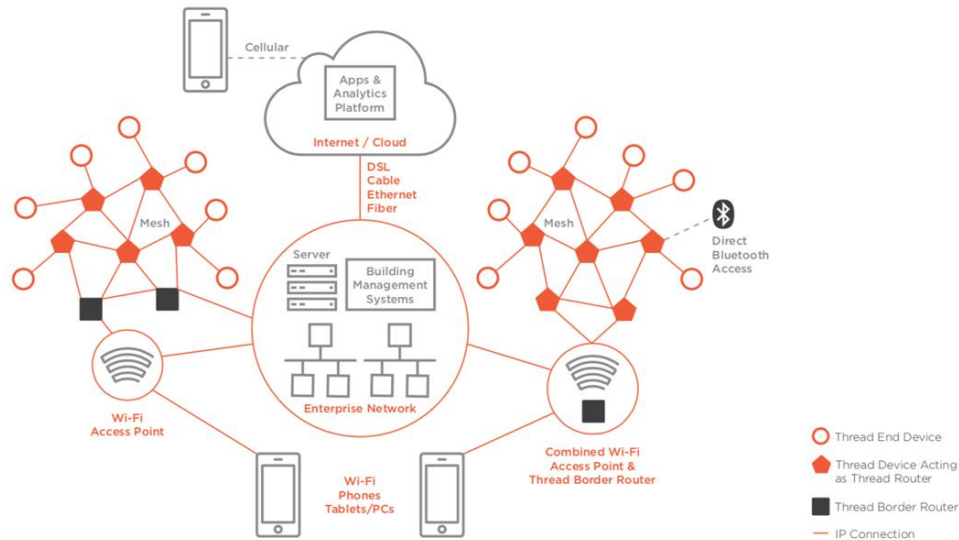 Cellular
Apps &
Analytics
Platform
Internet / Cloud
DSL
Cable
Ethernet
Fiber
Mesh
Mesh
Direct
Bluetooth
Access
Server
Building
Management
Systems
Enterprise Network
Wi-Fi
Access Point
Wi-Fi
Phones
Tablets/PCs
Combined Wi-Fi
Access Point &
Thread Border Router
Thread End Device
Thread Device Acting
as Thread Router
Thread Border Router
IP Connection